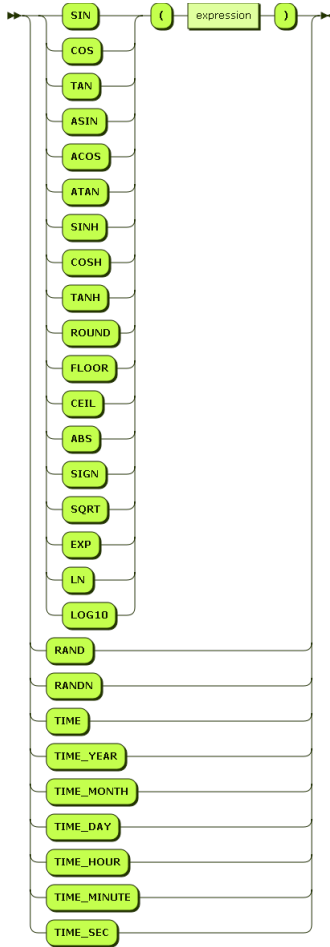 SIN ( expression )
COS
TAN
ASIN
ACOS
ATAN
SINH
COSH
TANH
ROUND
FLOOR
CEIL
ABS
SIGN
SQRT
EXP
LN
LOG10
RAND
RANDN
TIME
TIME_YEAR
TIME_MONTH
TIME_DAY
TIME_HOUR
TIME_MINUTE
TIME_SEC